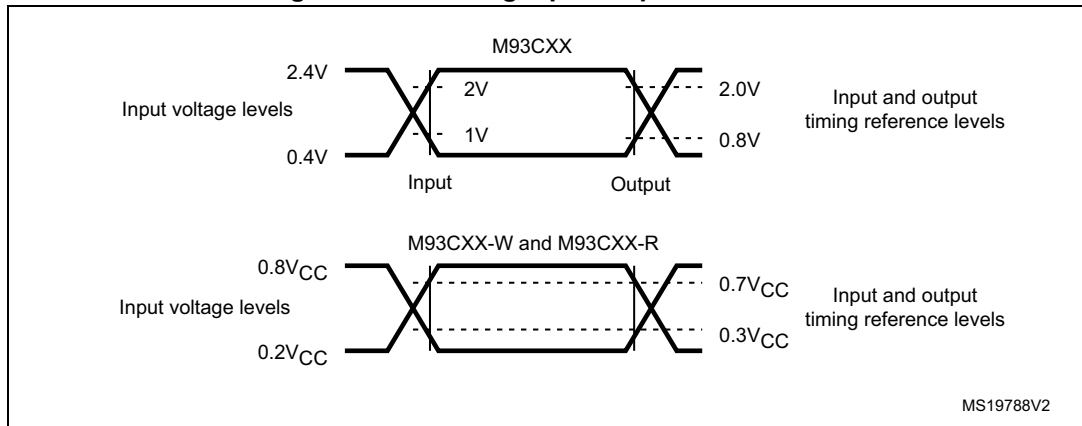 M93CXX
2.4V
2V
2.0V
Input voltage levels
Input and output
timing reference levels
1V
0.8V
0.4V
Input
Output
M93CXX-W and M93CXX-R
0.8VCC
0.7VCC
Input voltage levels
Input and output
timing reference levels
0.3VCC
0.2VCC
MS19788V2